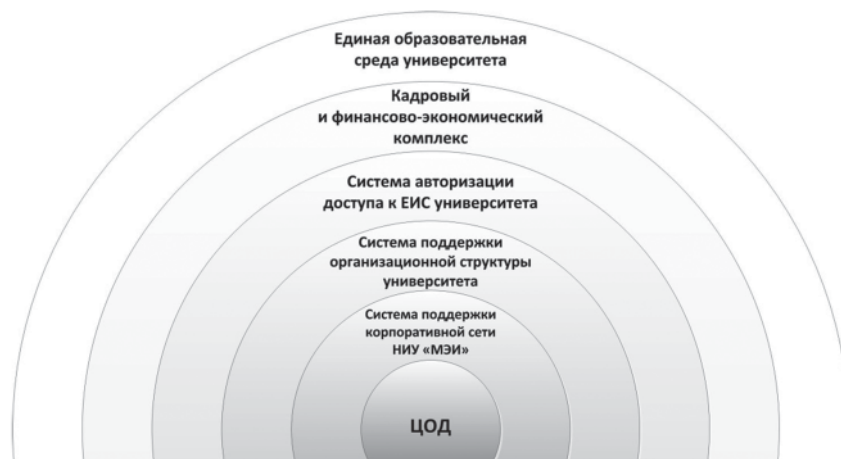 Единая образовательная
среда университета
Кадровый
и финансово-экономический
комплекс
Система авторизации
доступа к ЕИС университета
Система поддержки
организационной структуры
университета
Система поддержки
корпоративной сети
НИУ «МЭИ»
ЦОД